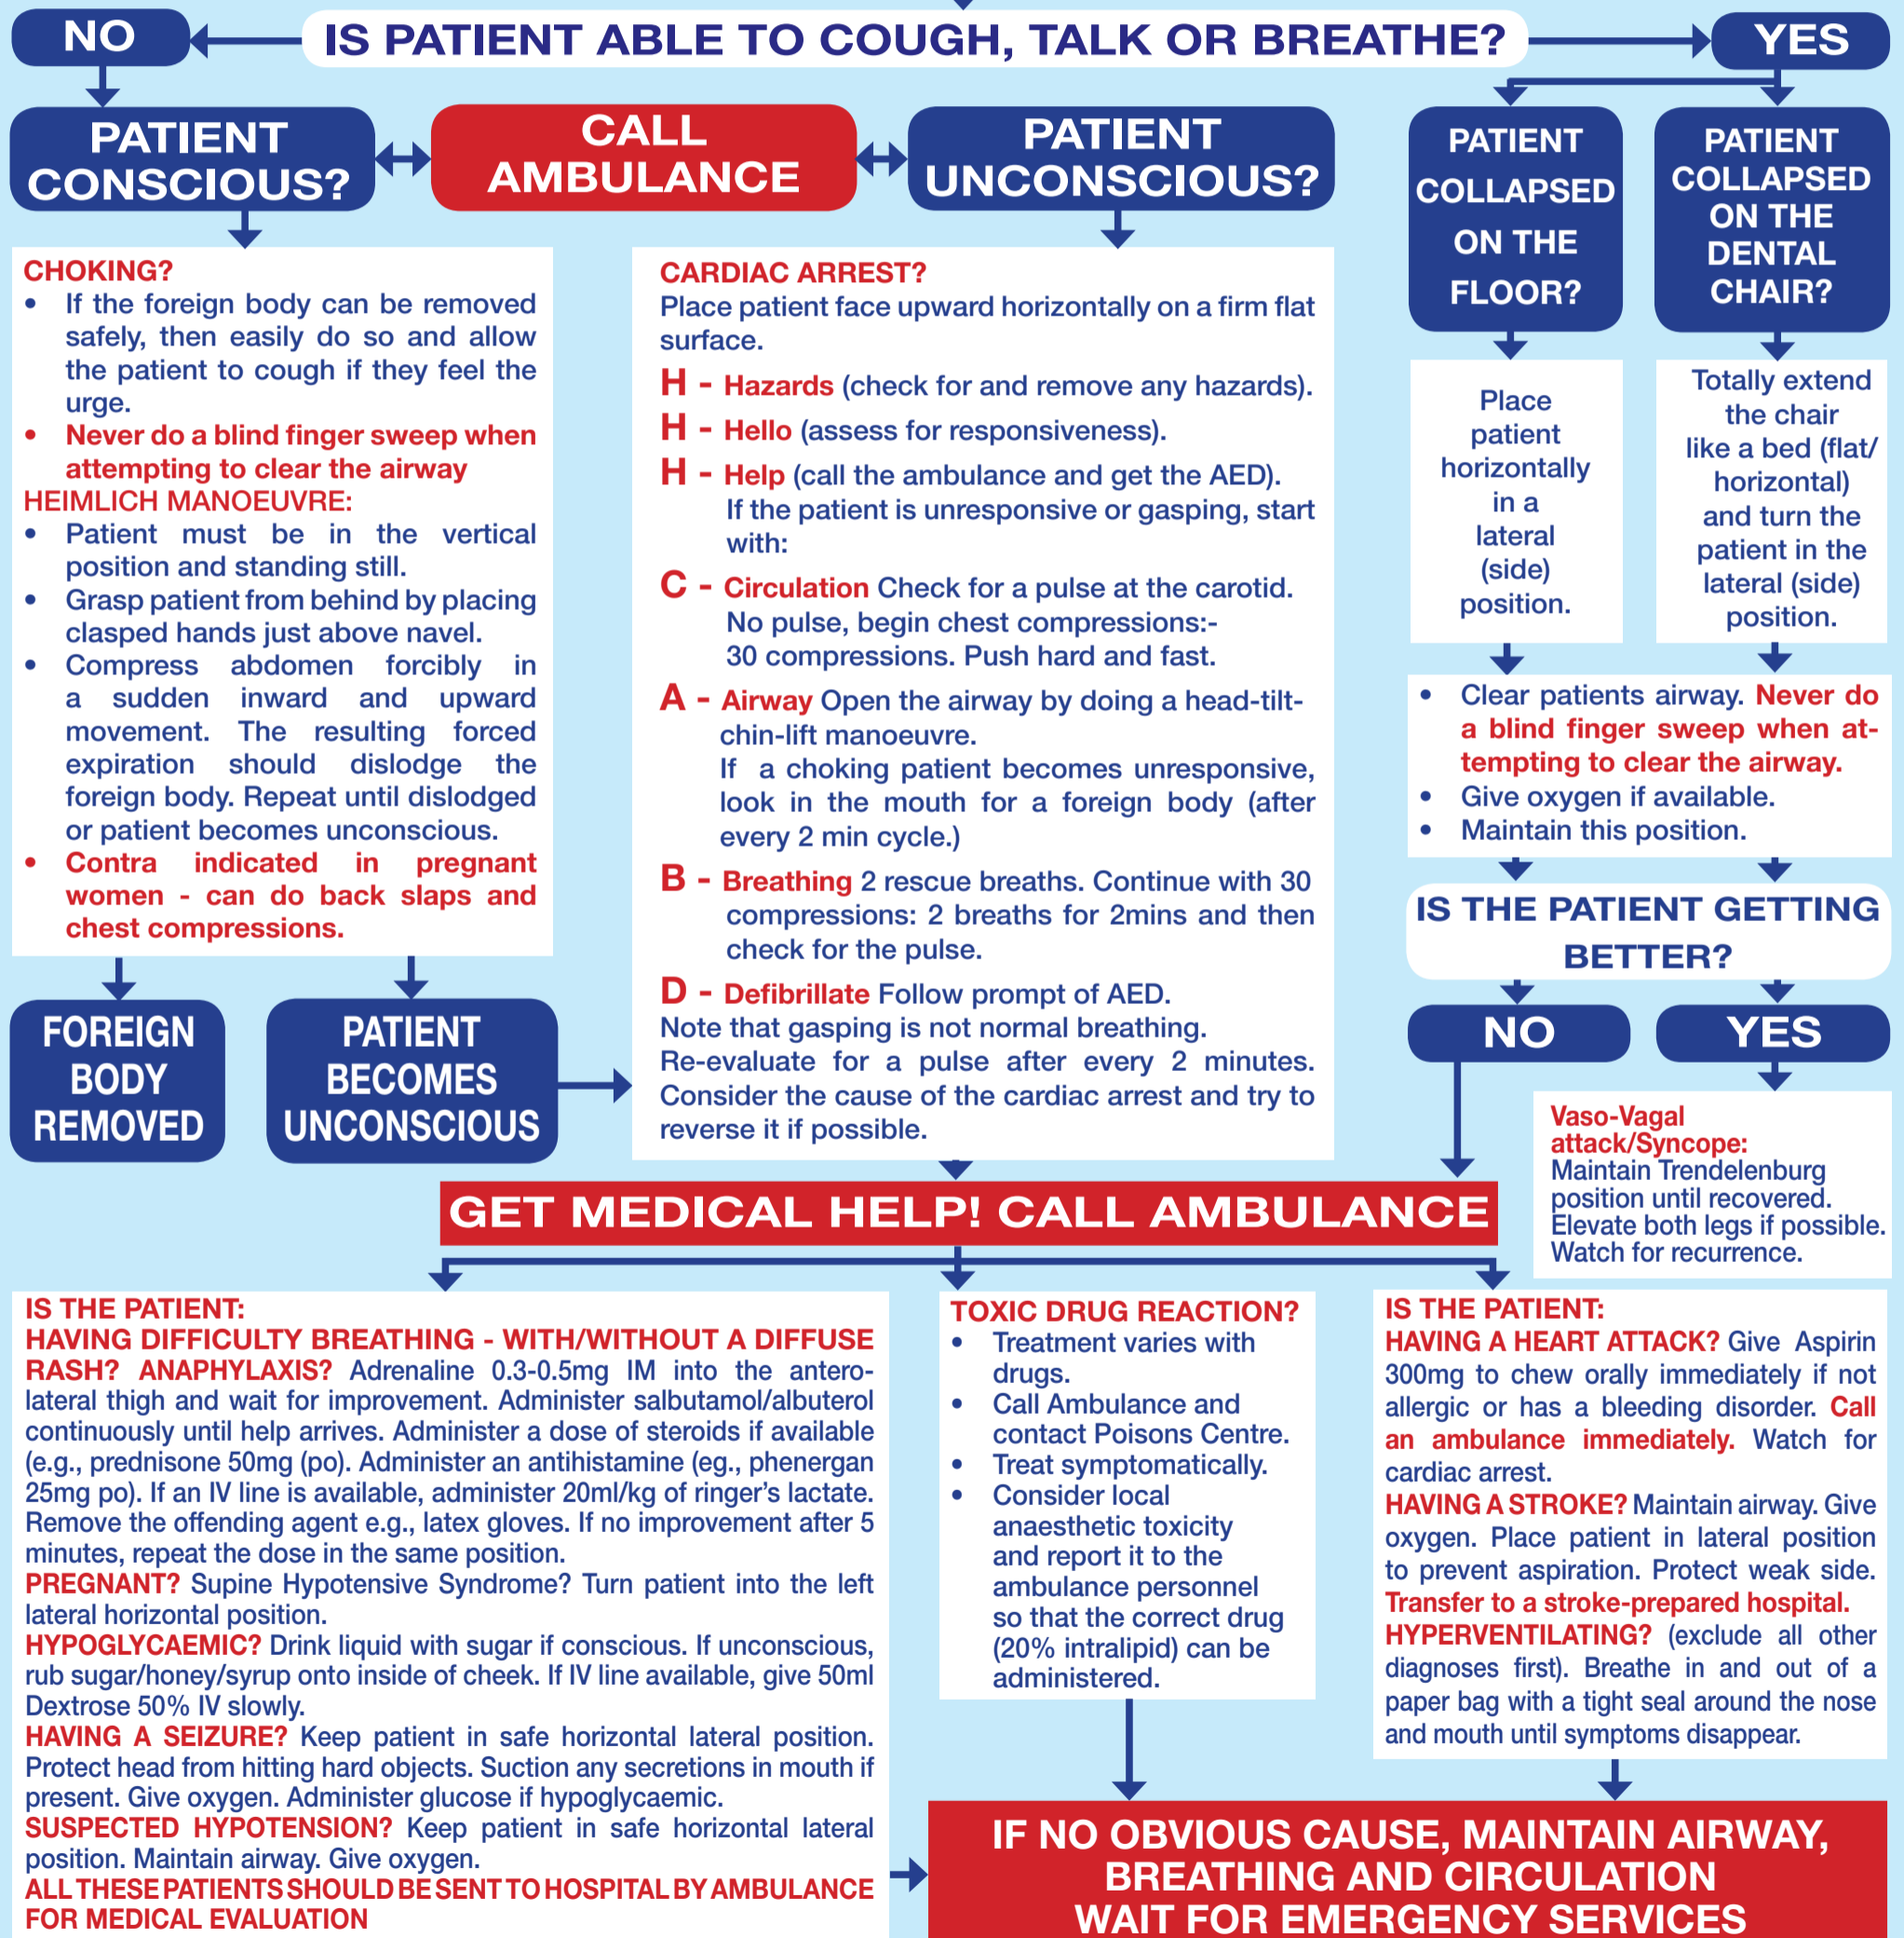 NO
IS PATIENT ABLE TO COUGH, TALK OR BREATHE?
YES
PATIENT
CONSCIOUS?
CALL
AMBULANCE
PATIENT
UNCONSCIOUS?
PATIENT
COLLAPSED
ON THE
FLOOR?
PATIENT
COLLAPSED
ON THE
DENTAL
CHAIR?
CHOKING?
• If the foreign body can be removed
safely, then easily do so and allow
the patient to cough if they feel the
urge.
• Never do a blind finger sweep when
attempting to clear the airway
HEIMLICH MANOEUVRE:
• Patient must be in the vertical
position and standing still.
• Grasp patient from behind by placing
clasped hands just above navel.
• Compress abdomen forcibly in
a sudden inward and upward
movement. The resulting forced
expiration should dislodge the
foreign body. Repeat until dislodged
or patient becomes unconscious.
• Contra indicated in pregnant
women - can do back slaps and
chest compressions.
FOREIGN
BODY
REMOVED
PATIENT
BECOMES
UNCONSCIOUS
CARDIAC ARREST?
Place patient face upward horizontally on a firm flat
surface.
H - Hazards (check for and remove any hazards).
H - Hello (assess for responsiveness).
H - Help (call the ambulance and get the AED).
If the patient is unresponsive or gasping, start
with:
C - Circulation Check for a pulse at the carotid.
No pulse, begin chest compressions:-
30 compressions. Push hard and fast.
A - Airway Open the airway by doing a head-tilt-
chin-lift manoeuvre.
If a choking patient becomes unresponsive,
look in the mouth for a foreign body (after
every 2 min cycle.)
B - Breathing 2 rescue breaths. Continue with 30
compressions: 2 breaths for 2mins and then
check for the pulse.
D - Defibrillate Follow prompt of AED.
Note that gasping is not normal breathing.
Re-evaluate for a pulse after every 2 minutes.
Consider the cause of the cardiac arrest and try to
reverse it if possible.
Place
patient
horizontally
in a
lateral
(side)
position.
Totally extend
the chair
like a bed (flat/
horizontal)
and turn the
patient in the
lateral (side)
position.
• Clear patients airway. Never do
a blind finger sweep when at-
tempting to clear the airway.
• Give oxygen if available.
• Maintain this position.
IS THE PATIENT GETTING
BETTER?
NO
YES
Vaso-Vagal
attack/Syncope:
Maintain Trendelenburg
position until recovered.
Elevate both legs if possible.
Watch for recurrence.
GET MEDICAL HELP! CALL AMBULANCE
IS THE PATIENT:
HAVING DIFFICULTY BREATHING - WITH/WITHOUT A DIFFUSE
RASH? ANAPHYLAXIS? Adrenaline 0.3-0.5mg IM into the antero-
lateral thigh and wait for improvement. Administer salbutamol/albuterol
continuously until help arrives. Administer a dose of steroids if available
(e.g., prednisone 50mg (po). Administer an antihistamine (eg., phenergan
25mg po). If an IV line is available, administer 20ml/kg of ringer's lactate.
Remove the offending agent e.g., latex gloves. If no improvement after 5
minutes, repeat the dose in the same position.
PREGNANT? Supine Hypotensive Syndrome? Turn patient into the left
lateral horizontal position.
HYPOGLYCAEMIC? Drink liquid with sugar if conscious. If unconscious,
rub sugar/honey/syrup onto inside of cheek. If IV line available, give 50ml
Dextrose 50% IV slowly.
HAVING A SEIZURE? Keep patient in safe horizontal lateral position.
Protect head from hitting hard objects. Suction any secretions in mouth if
present. Give oxygen. Administer glucose if hypoglycaemic.
SUSPECTED HYPOTENSION? Keep patient in safe horizontal lateral
position. Maintain airway. Give oxygen.
ALL THESE PATIENTS SHOULD BE SENT TO HOSPITAL BY AMBULANCE
FOR MEDICAL EVALUATION
TOXIC DRUG REACTION?
• Treatment varies with
drugs.
• Call Ambulance and
contact Poisons Centre.
• Treat symptomatically.
• Consider local
anaesthetic toxicity
and report it to the
ambulance personnel
so that the correct drug
(20% intralipid) can be
administered.
IS THE PATIENT:
HAVING A HEART ATTACK? Give Aspirin
300mg to chew orally immediately if not
allergic or has a bleeding disorder. Call
an ambulance immediately. Watch for
cardiac arrest.
HAVING A STROKE? Maintain airway. Give
oxygen. Place patient in lateral position
to prevent aspiration. Protect weak side.
Transfer to a stroke-prepared hospital.
HYPERVENTILATING? (exclude all other
diagnoses first). Breathe in and out of a
paper bag with a tight seal around the nose
and mouth until symptoms disappear.
IF NO OBVIOUS CAUSE, MAINTAIN AIRWAY,
BREATHING AND CIRCULATION
WAIT FOR EMERGENCY SERVICES